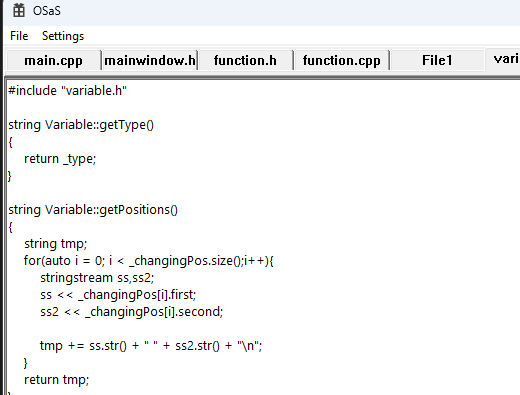 OSaS
File Settings
main.cpp mainwindow.h function.h function.cpp File1 vari
#include "variable.h"
string Variable::getType()
{
return _type;
}
string Variable::getPositions()
{
string tmp;
for(auto i = 0; i < _changingPos.size();i++){
stringstream ss,ss2;
ss << _changingPos[i].first;
ss2 << _changingPos[i].second;
tmp += ss.str() + " " + ss2.str() + "\n";
}
return tmp;
}